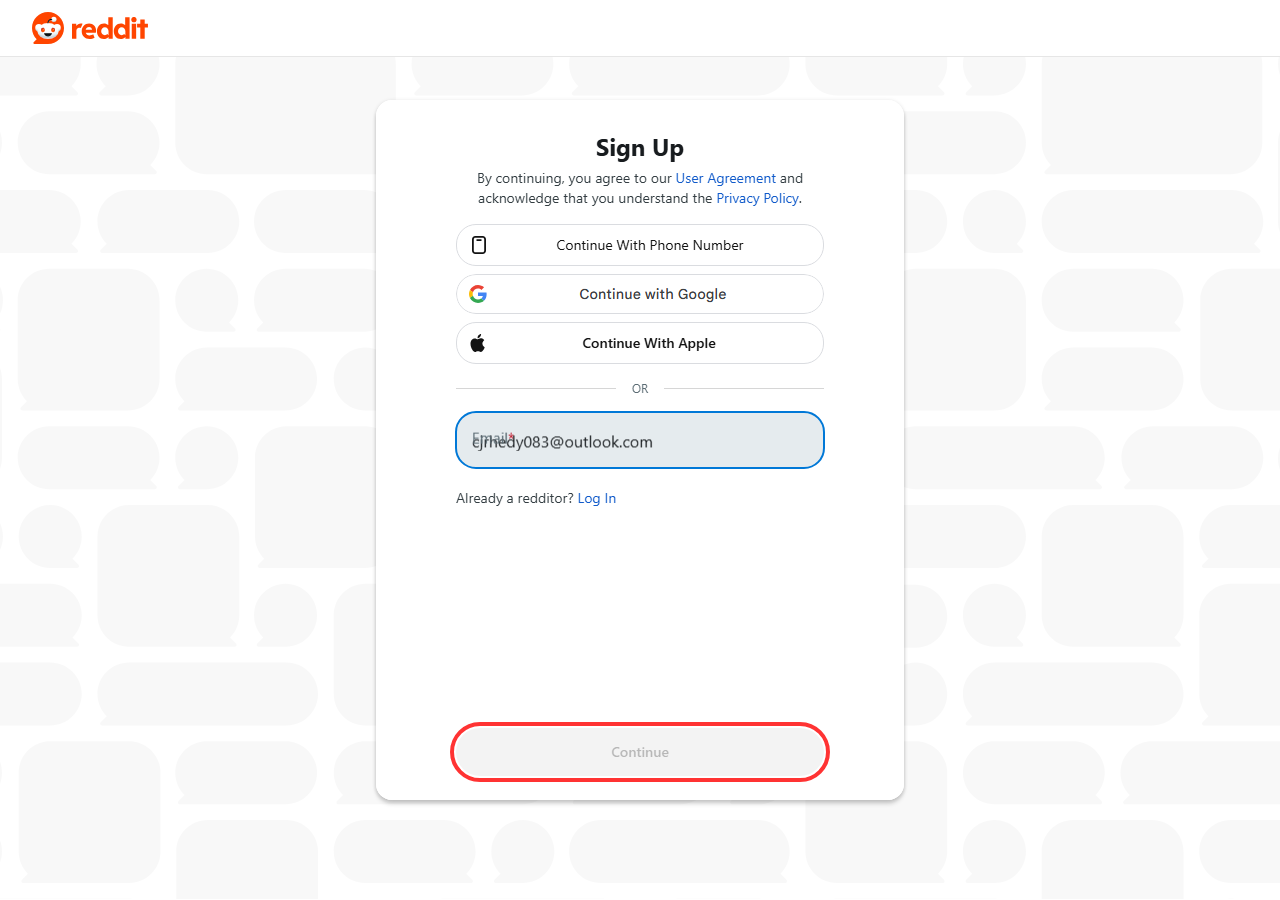 reddit
Sign Up
By continuing, you agree to our User Agreement and
acknowledge that you understand the Privacy Policy.
Continue With Phone Number
Continue with Google
Continue With Apple
OR
Email*
cjrhedy083@outlook.com
Already a redditor? Log In
Continue